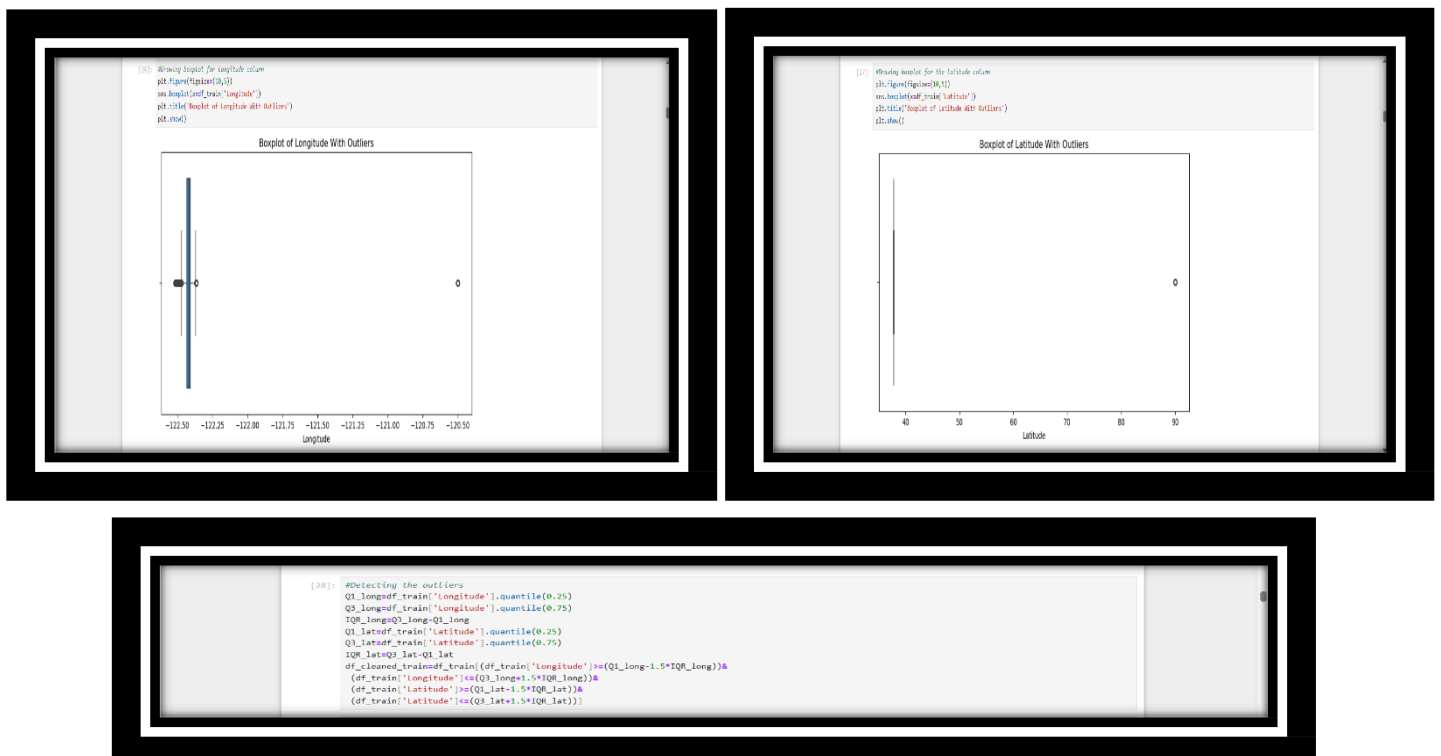 [26]: #Drawing boxplot for Longitude column
plt.figure(figsize=(10,5))
sns.boxplot(x=df_train['Longitude'])
plt.title('Boxplot of Longitude With Outliers')
plt.show()
Boxplot of Longitude With Outliers
−122.50 −122.25 −122.00 −121.75 −121.50 −121.25 −121.00 −120.75 −120.50
Longitude
[27]: #Drawing boxplot for the latitude column
plt.figure(figsize=(10,5))
sns.boxplot(x=df_train['Latitude'])
plt.title('Boxplot of Latitude With Outliers')
plt.show()
Boxplot of Latitude With Outliers
40 50 60 70 80 90
Latitude
[28]: #Detecting the outliers
Q1_long=df_train['Longitude'].quantile(0.25)
Q3_long=df_train['Longitude'].quantile(0.75)
IQR_long=Q3_long-Q1_long
Q1_lat=df_train['Latitude'].quantile(0.25)
Q3_lat=df_train['Latitude'].quantile(0.75)
IQR_lat=Q3_lat-Q1_lat
df_cleaned_train=df_train[(df_train['Longitude']>=(Q1_long-1.5*IQR_long))&
(df_train['Longitude']<=(Q3_long+1.5*IQR_long))&
(df_train['Latitude']>=(Q1_lat-1.5*IQR_lat))&
(df_train['Latitude']<=(Q3_lat+1.5*IQR_lat))]